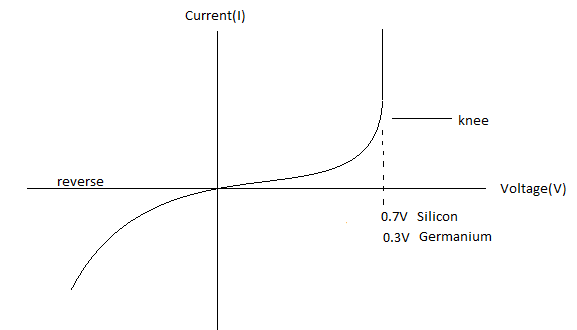 Current(I)
knee
reverse
Voltage(V)
0.7V Silicon
0.3V Germanium